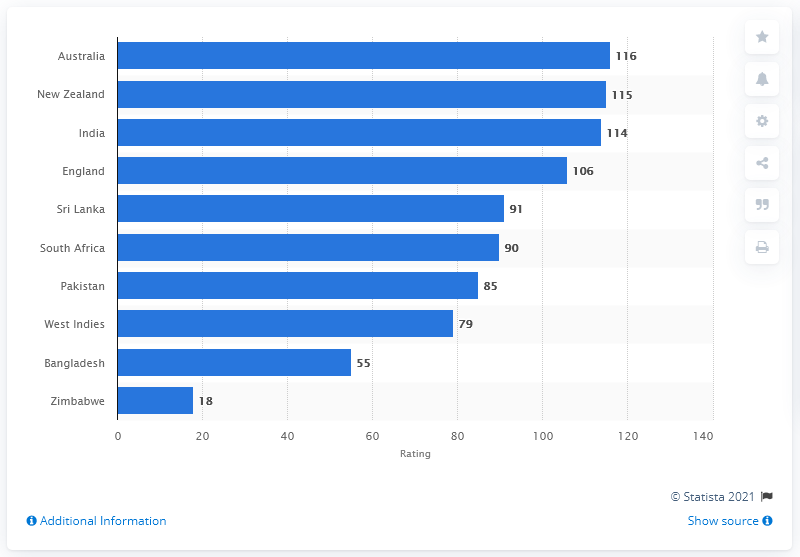 Australia 116
New Zealand 115
India 114
England 106
Sri Lanka 91
South Africa 90
Pakistan 85
West Indies 79
Bangladesh 55
Zimbabwe 18
0 20 40 60 80 100 120 140
Rating
© Statista 2021
Additional Information
Show source